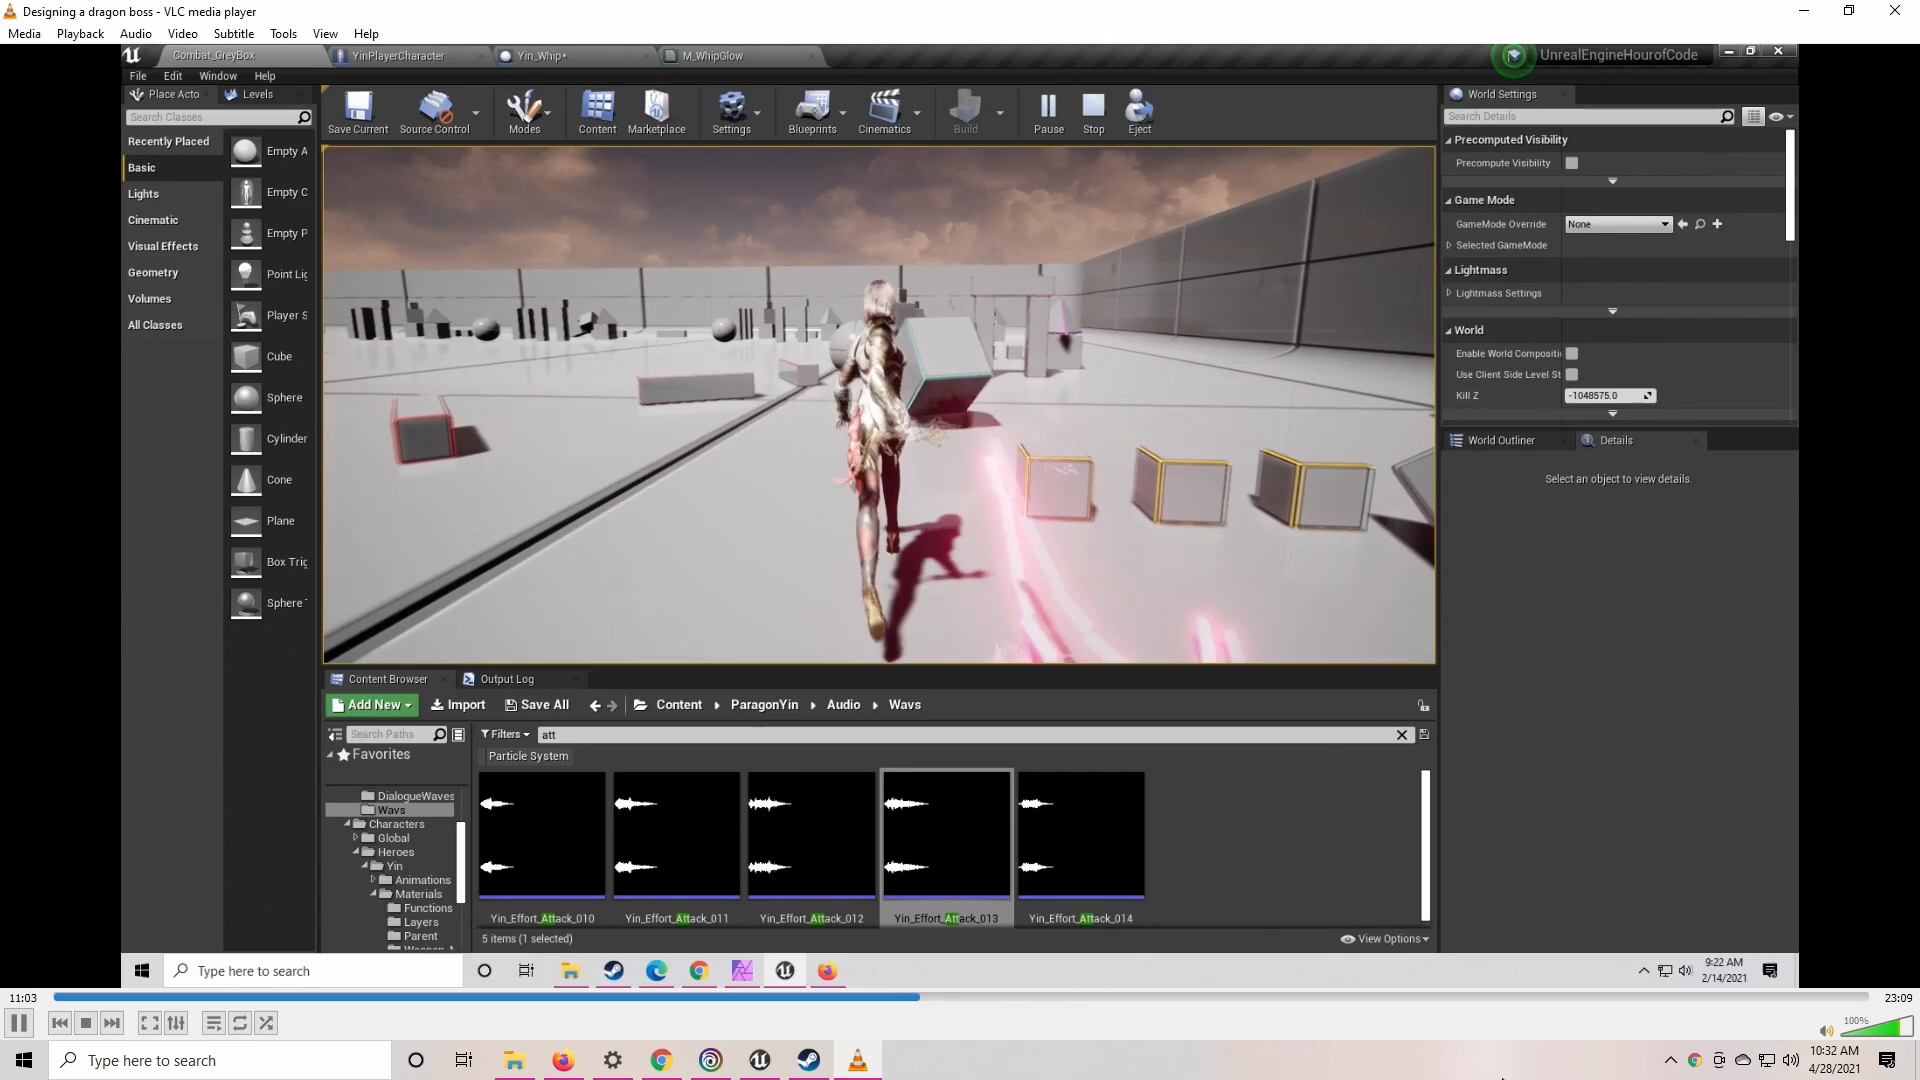 Designing a dragon boss - VLC media player
Media Playback Audio Video Subtitle Tools View Help
Combat_GreyBox YinPlayerCharacter Yin_Whip* M_WhipGlow UnrealEngineHourofCode
File Edit Window Help
Place Acto Levels
Search Classes
Recently Placed
Basic
Lights
Cinematic
Visual Effects
Geometry
Volumes
All Classes
Empty A
Empty C
Empty P
Point Lig
Player S
Cube
Sphere
Cylinder
Cone
Plane
Box Trig
Sphere T
Save Current Source Control Modes Content Marketplace Settings Blueprints Cinematics Build Pause Stop Eject
World Settings
Search Details
Precomputed Visibility
Precompute Visibility
Game Mode
GameMode Override None
Selected GameMode
Lightmass
Lightmass Settings
World
Enable World Compositi
Use Client Side Level St
Kill Z -1048575.0
World Outliner Details
Select an object to view details.
Content Browser Output Log
Add New Import Save All Content ParagonYin Audio Wavs
Search Paths Filters att
Favorites
Particle System
DialogueWaves
Wavs
Characters
Global
Heroes
Yin
Animations
Materials
Functions
Layers
Parent
Yin_Effort_Attack_010 Yin_Effort_Attack_011 Yin_Effort_Attack_012 Yin_Effort_Attack_013 Yin_Effort_Attack_014
5 items (1 selected) View Options
Type here to search
9:22 AM
2/14/2021
11:03 23:09
100%
Type here to search
10:32 AM
4/28/2021